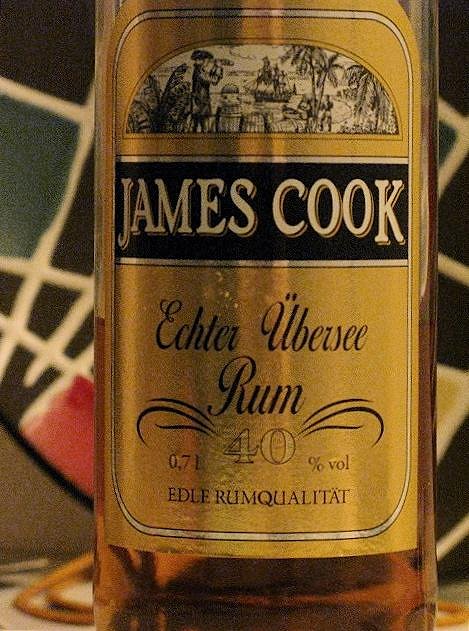 JAMES COOK
Echter Übersee
Rum
0,7 l 40 % vol
EDLE RUMQUALITÄT